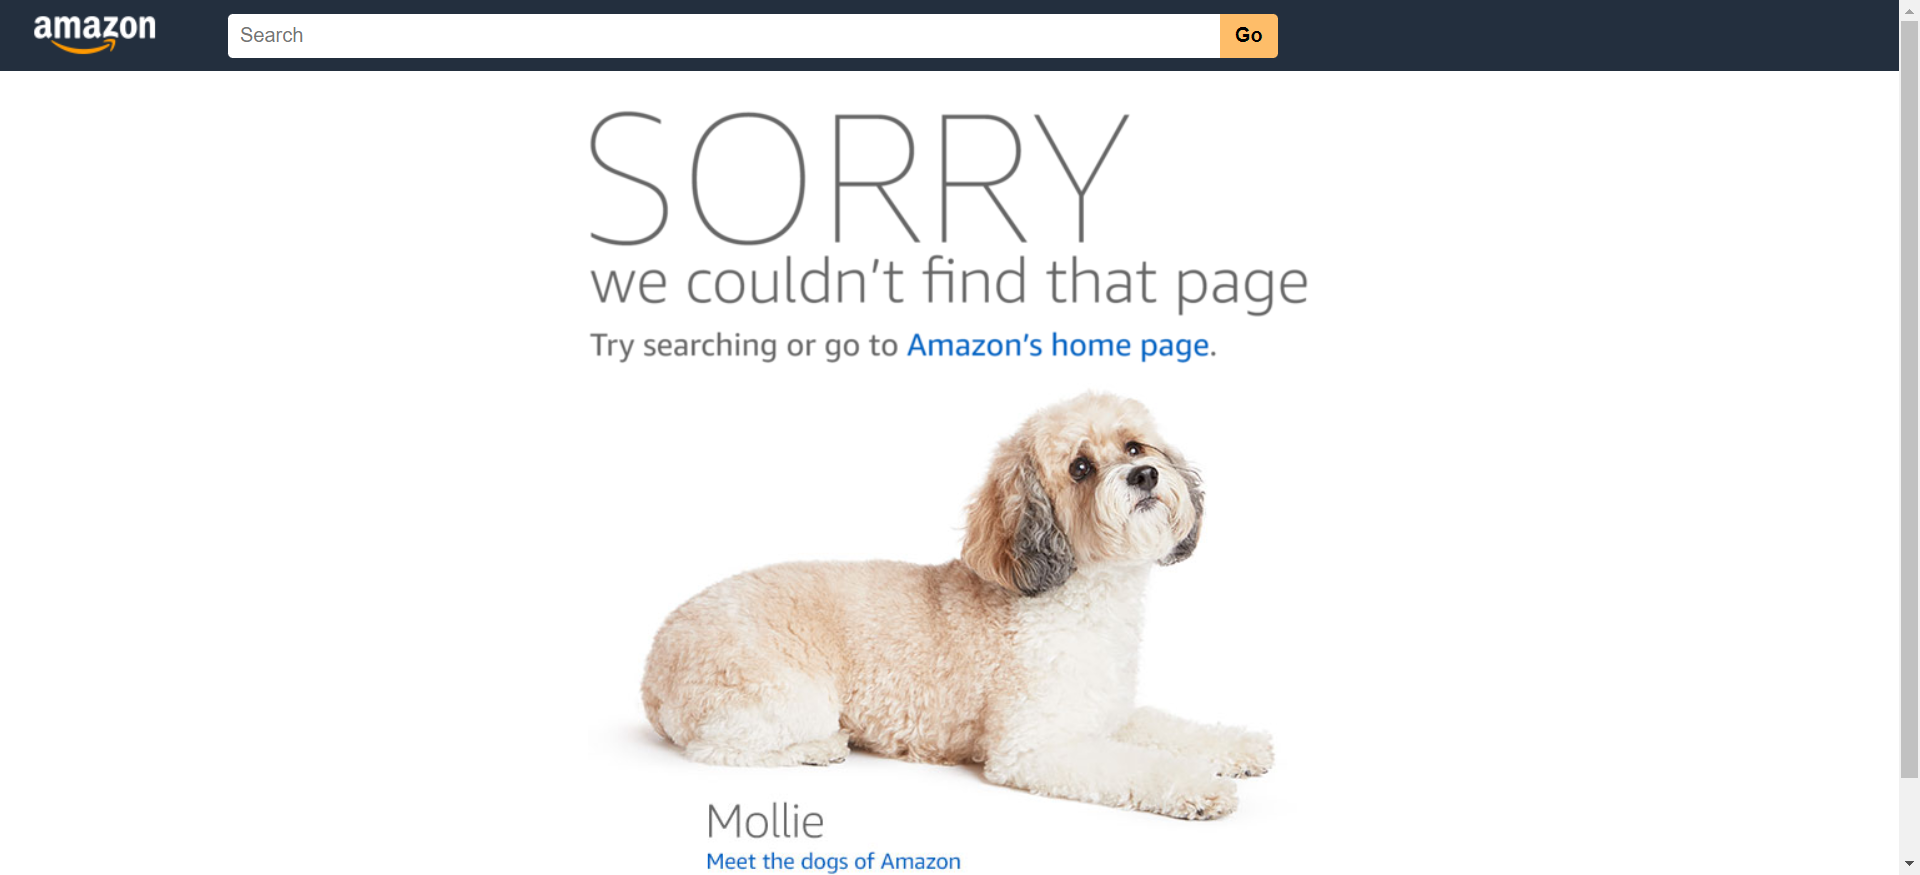 amazon
Search
Go
SORRY
we couldn't find that page
Try searching or go to Amazon's home page.
Mollie
Meet the dogs of Amazon